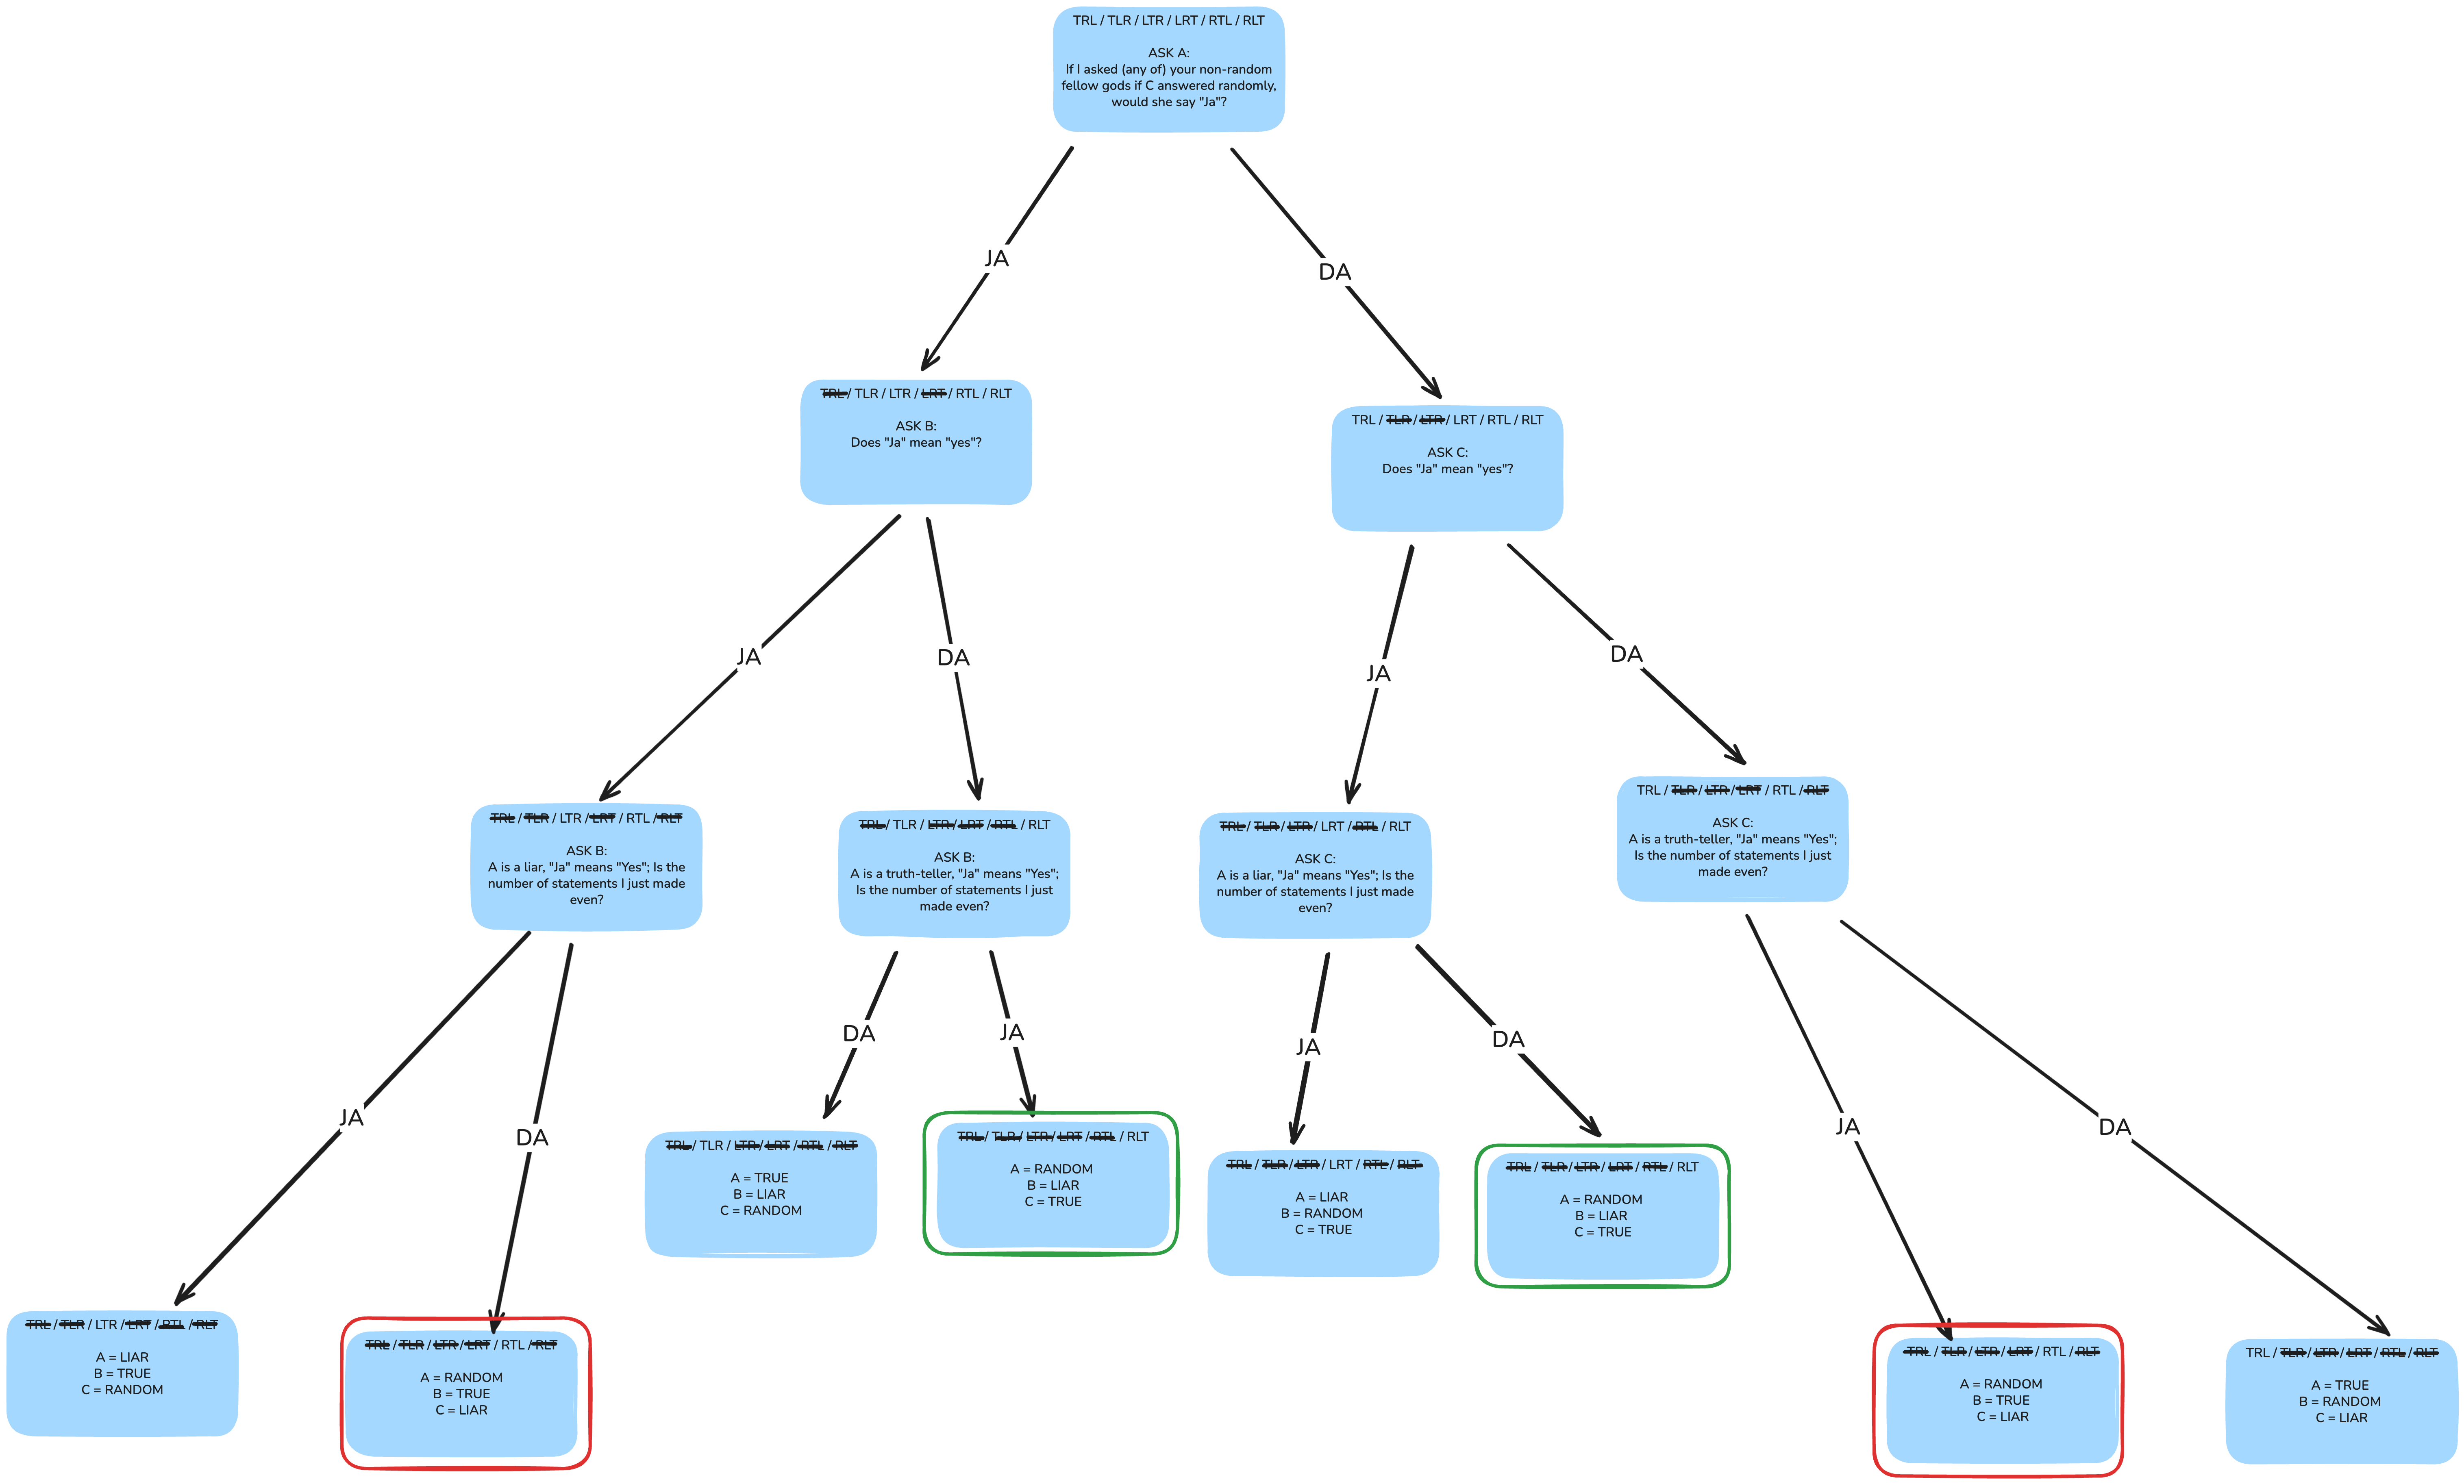 TRL / TLR / LTR / LRT / RTL / RLT
ASK A:
If I asked (any of) your non-random
fellow gods if C answered randomly,
would she say "Ja"?
JA
DA
TRL / TLR / LTR / LRT / RTL / RLT
ASK B:
Does "Ja" mean "yes"?
TRL / TLR / LTR / LRT / RTL / RLT
ASK C:
Does "Ja" mean "yes"?
JA
DA
JA
DA
TRL / TLR / LTR / LRT / RTL / RLT
ASK B:
A is a liar, "Ja" means "Yes"; Is the
number of statements I just made
even?
TRL / TLR / LTR / LRT / RTL / RLT
ASK B:
A is a truth-teller, "Ja" means "Yes";
Is the number of statements I just
made even?
TRL / TLR / LTR / LRT / RTL / RLT
ASK C:
A is a liar, "Ja" means "Yes"; Is the
number of statements I just made
even?
TRL / TLR / LTR / LRT / RTL / RLT
ASK C:
A is a truth-teller, "Ja" means "Yes";
Is the number of statements I just
made even?
JA
DA
DA
JA
JA
DA
JA
DA
TRL / TLR / LTR / LRT / RTL / RLT
A = LIAR
B = TRUE
C = RANDOM
TRL / TLR / LTR / LRT / RTL / RLT
A = RANDOM
B = TRUE
C = LIAR
TRL / TLR / LTR / LRT / RTL / RLT
A = TRUE
B = LIAR
C = RANDOM
TRL / TLR / LTR / LRT / RTL / RLT
A = RANDOM
B = LIAR
C = TRUE
TRL / TLR / LTR / LRT / RTL / RLT
A = LIAR
B = RANDOM
C = TRUE
TRL / TLR / LTR / LRT / RTL / RLT
A = RANDOM
B = LIAR
C = TRUE
TRL / TLR / LTR / LRT / RTL / RLT
A = RANDOM
B = TRUE
C = LIAR
TRL / TLR / LTR / LRT / RTL / RLT
A = TRUE
B = RANDOM
C = LIAR